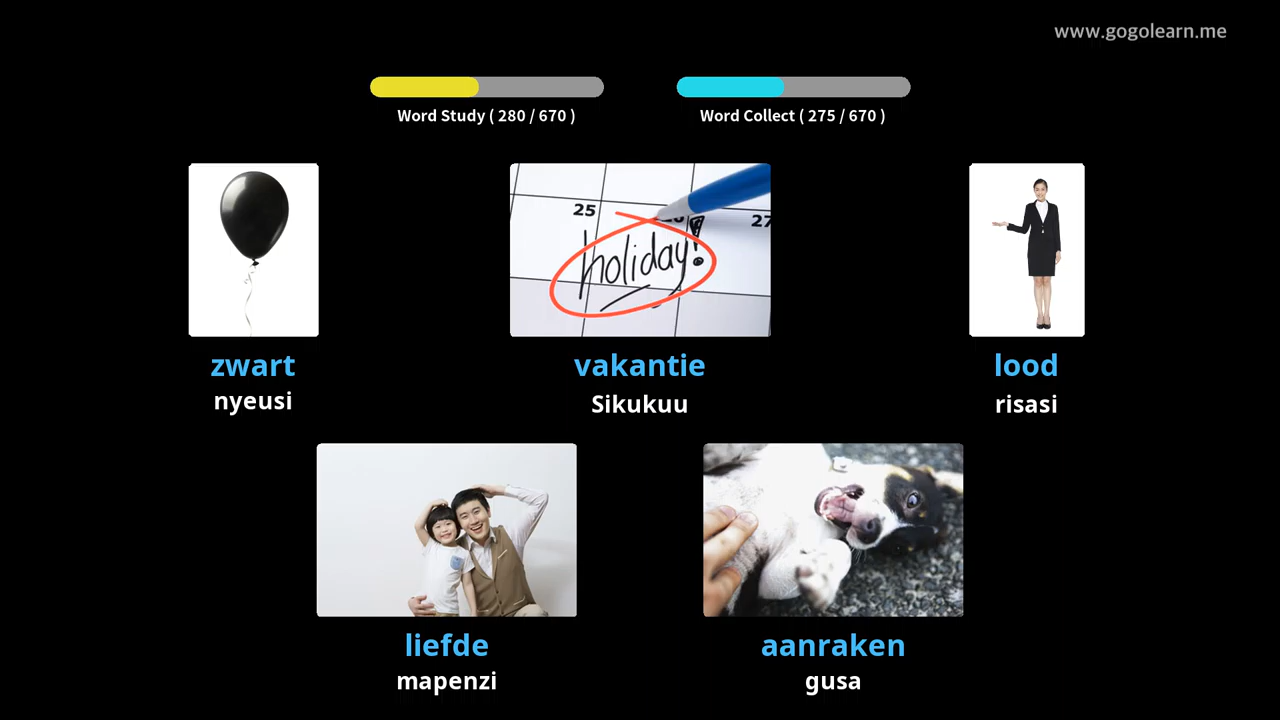 www.gogolearn.me
Word Study ( 280 / 670 )
Word Collect ( 275 / 670 )
25
27
holiday!
zwart
nyeusi
vakantie
Sikukuu
lood
risasi
liefde
mapenzi
aanraken
gusa